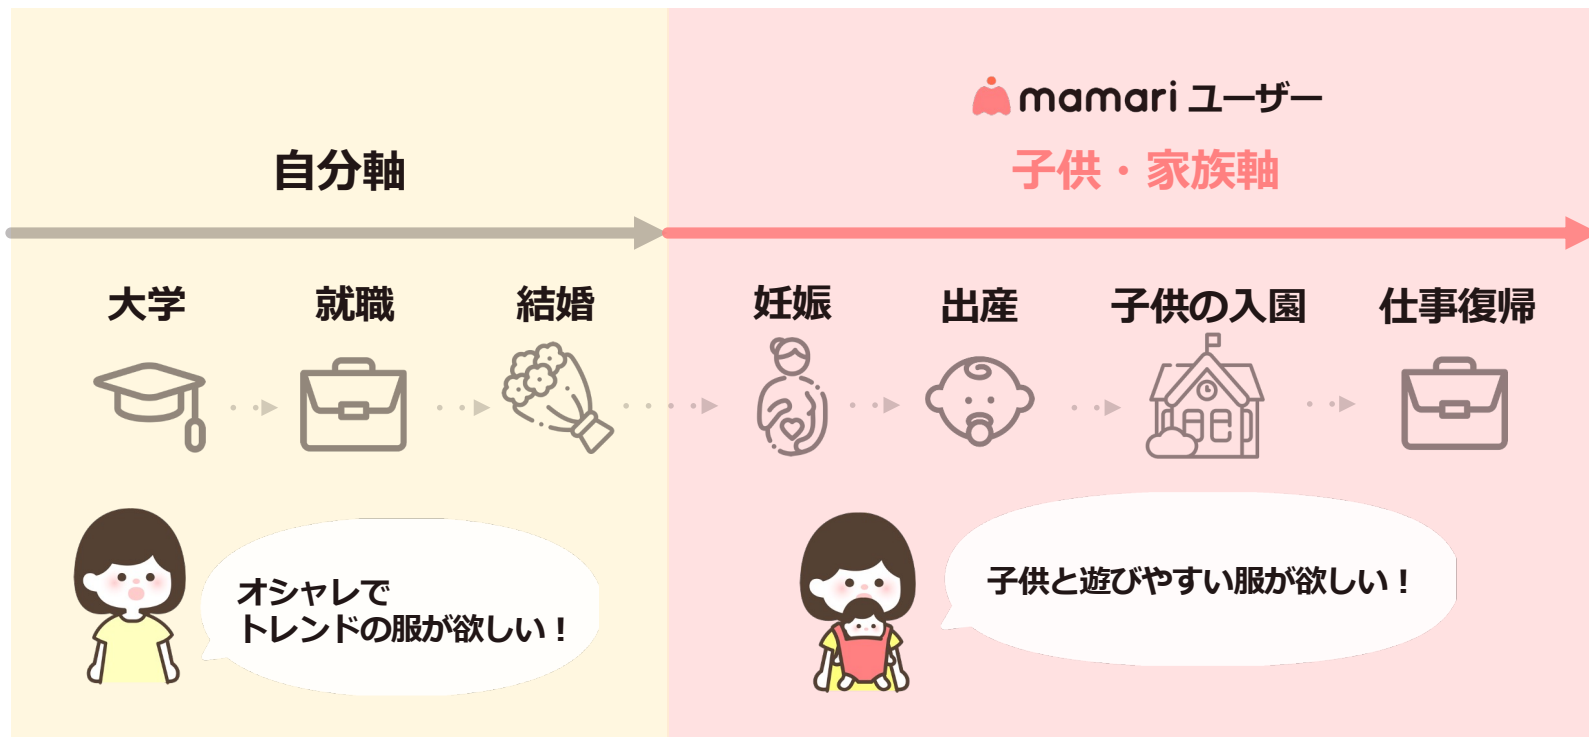 mamari ユーザー
自分軸
子供・家族軸
大学
就職
結婚
妊娠
出産
子供の入園
仕事復帰
オシャレで
トレンドの服が欲しい！
子供と遊びやすい服が欲しい！